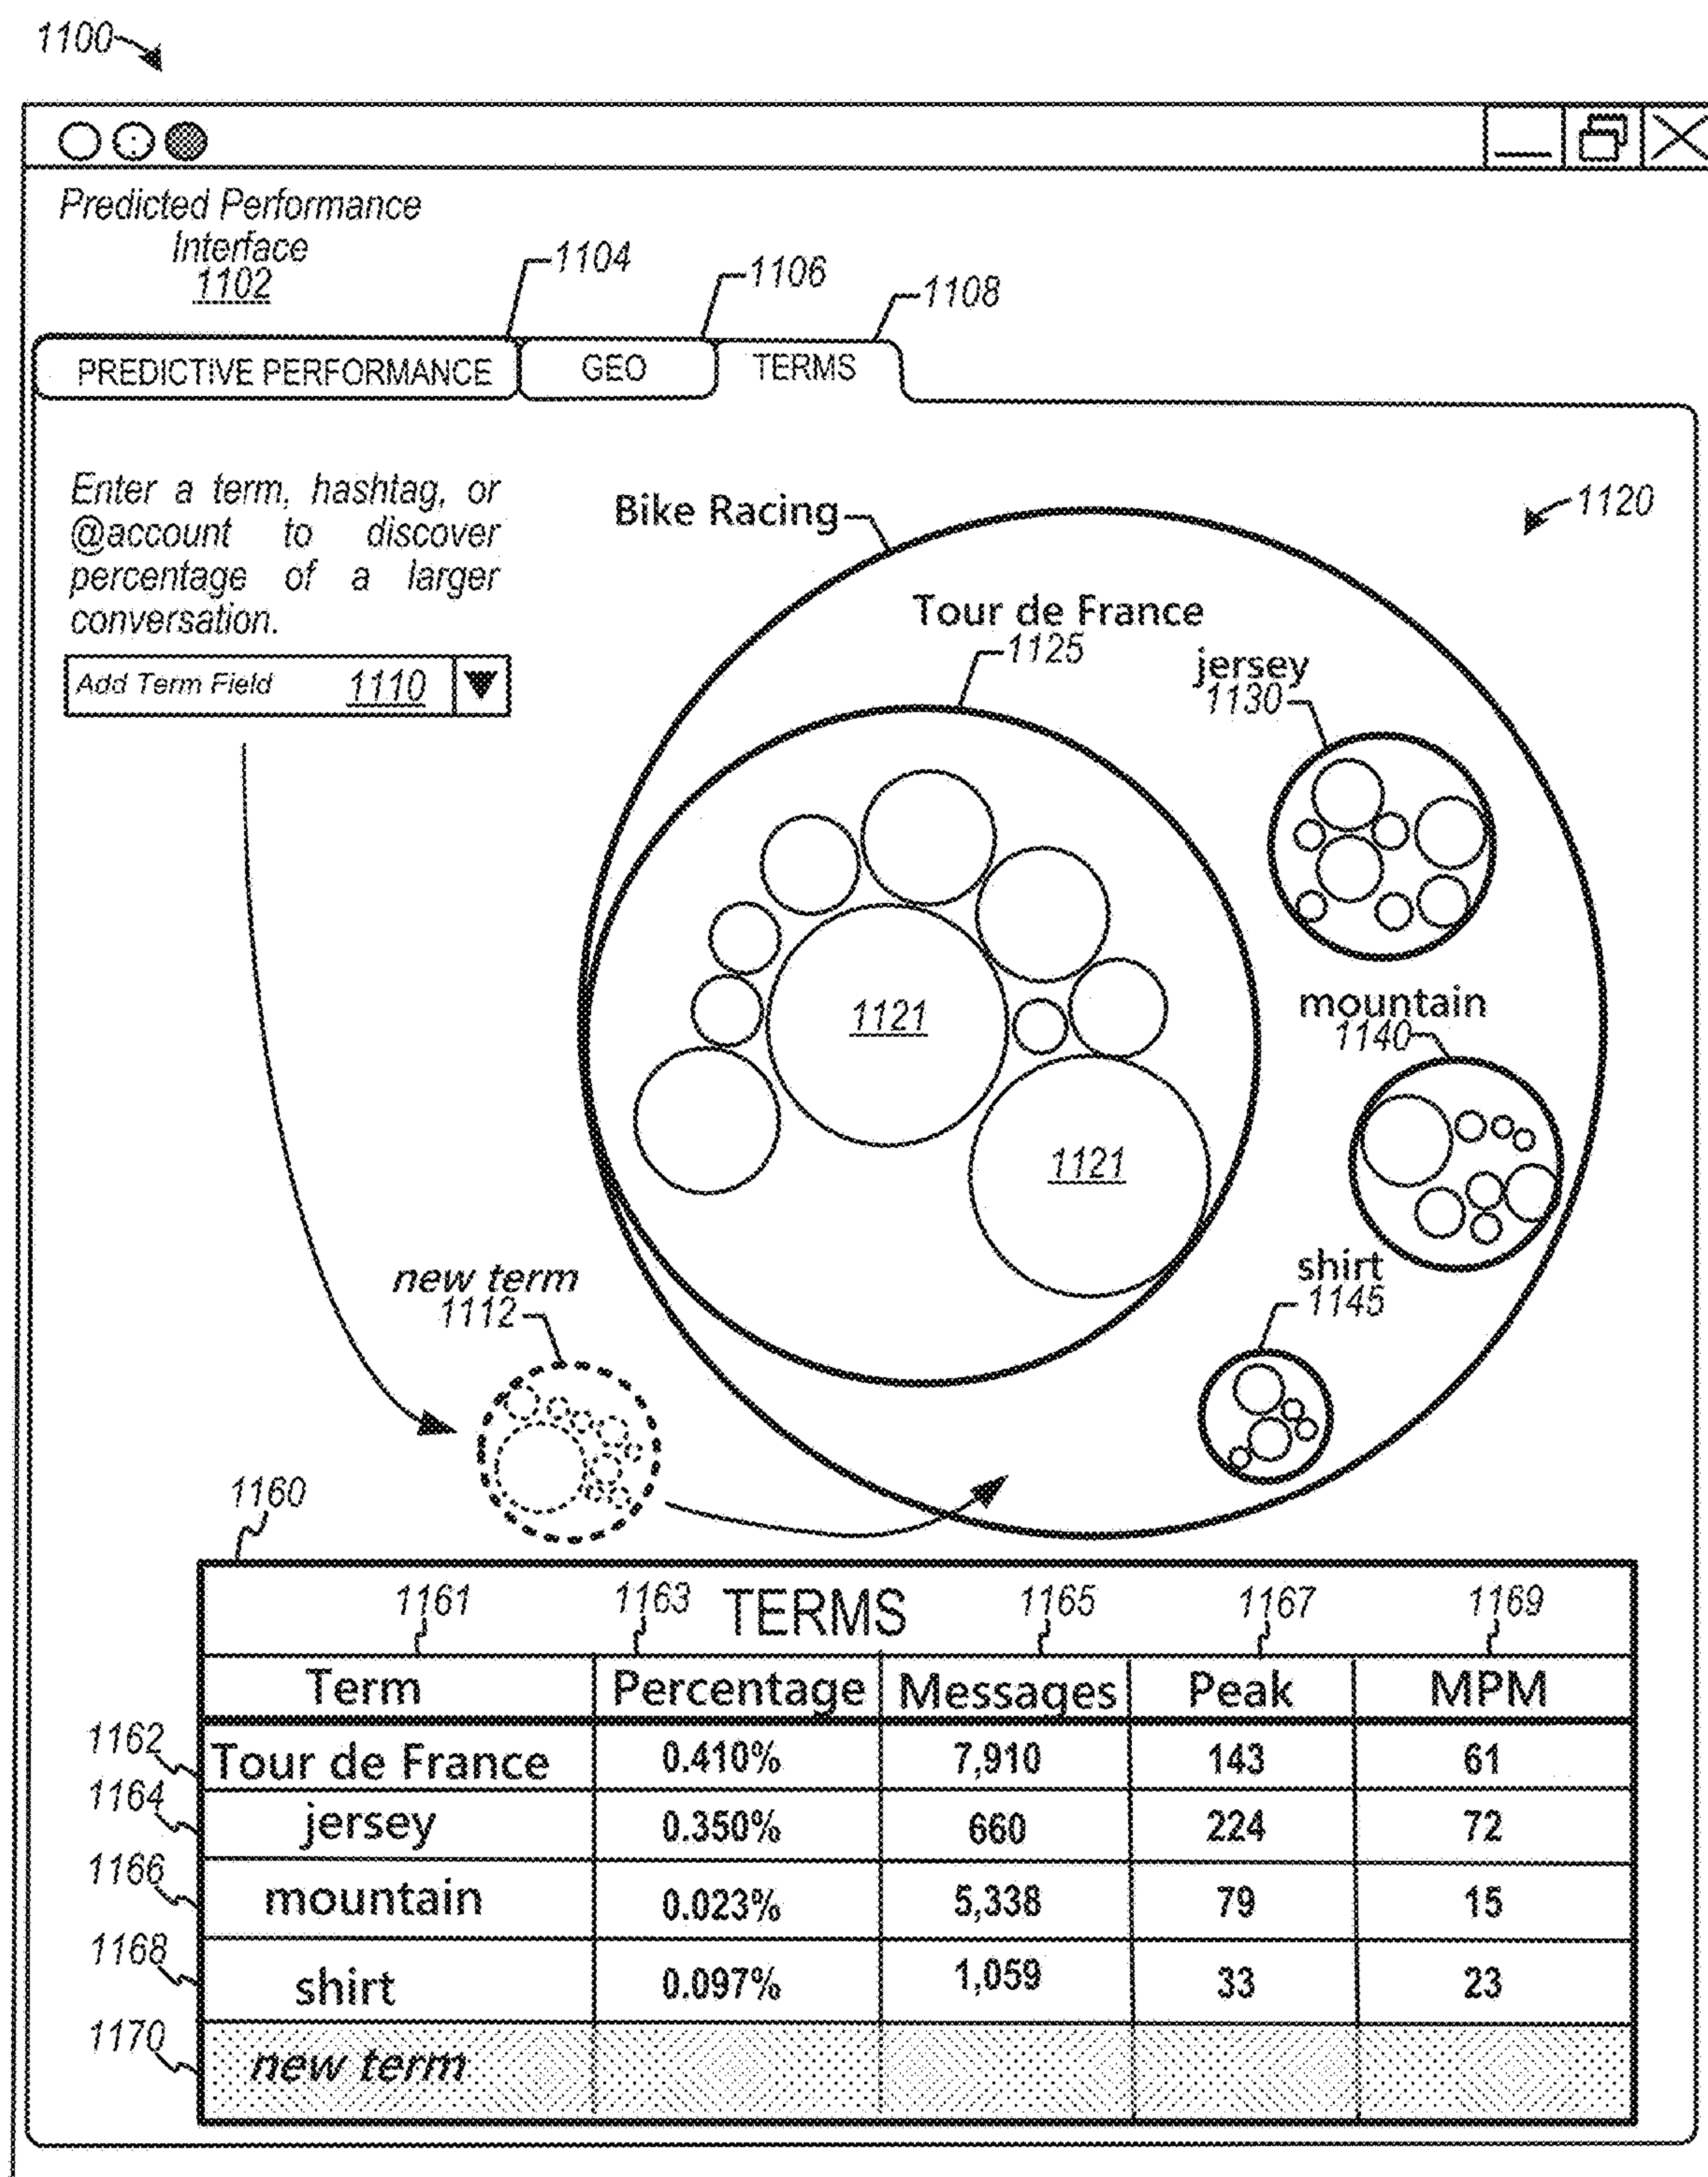 1100
Predicted Performance
Interface
1102
1104
1106
1108
PREDICTIVE PERFORMANCE
GEO
TERMS
Enter a term, hashtag, or
@account to discover
percentage of a larger
conversation.
Add Term Field 1110
Bike Racing
1120
Tour de France
1125
jersey
1130
1121
mountain
1140
1121
shirt
1145
new term
1112
1160
TERMS
1161 1163 1165 1167 1169
Term Percentage Messages Peak MPM
1162 Tour de France 0.410% 7,910 143 61
1164 jersey 0.350% 660 224 72
1166 mountain 0.023% 5,338 79 15
1168 shirt 0.097% 1,059 33 23
1170 new term